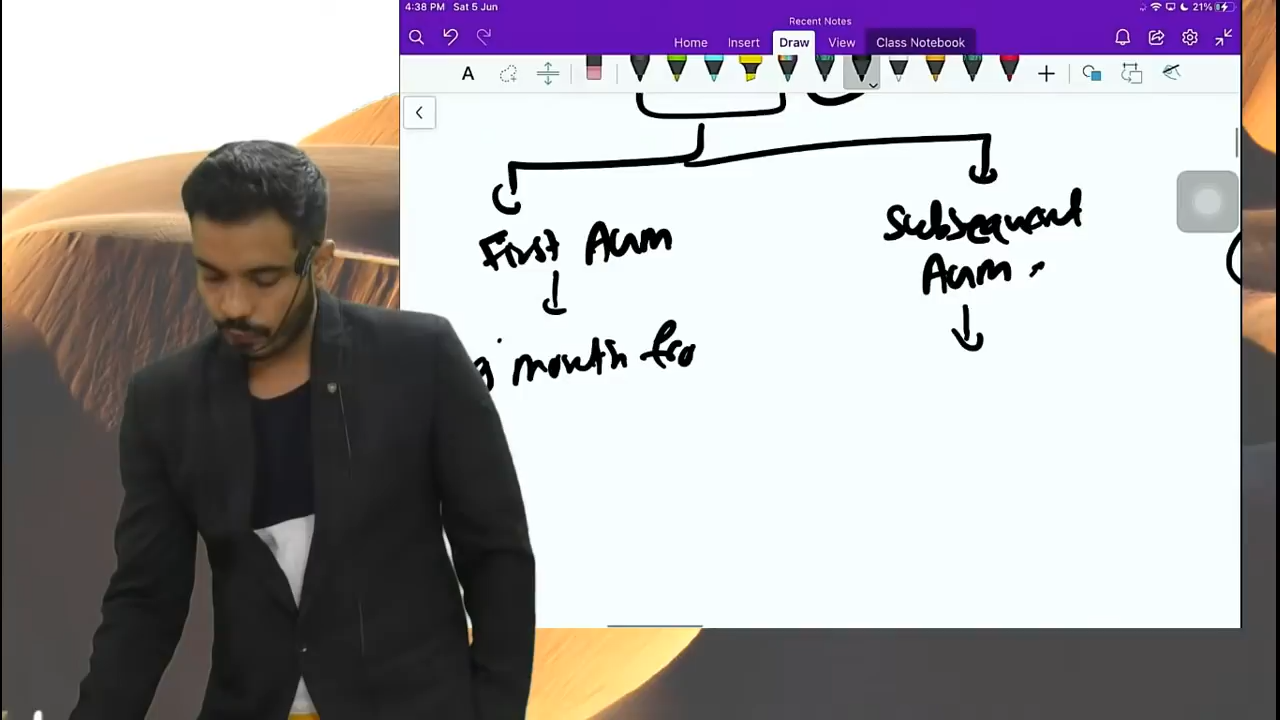 4:38 PM Sat 5 Jun
21%
Recent Notes
Home Insert Draw View Class Notebook
A
First AGM
Subsequent
AGM
9 month fro